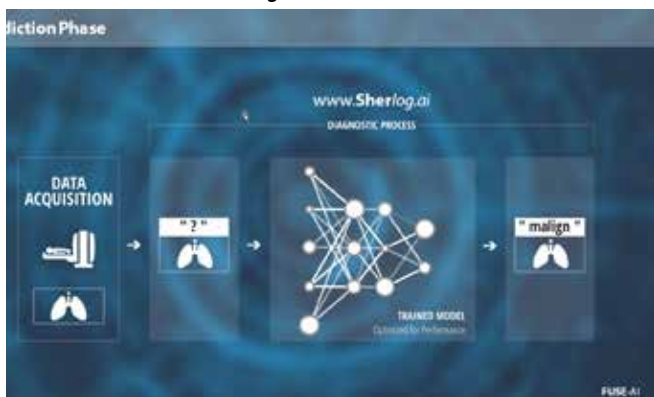 diction Phase
www.Sherlog.ai
DIAGNOSTIC PROCESS
DATA
ACQUISITION
" ? "
" malign "
TRAINED MODEL
Optimized for Performance
FUSE-AI